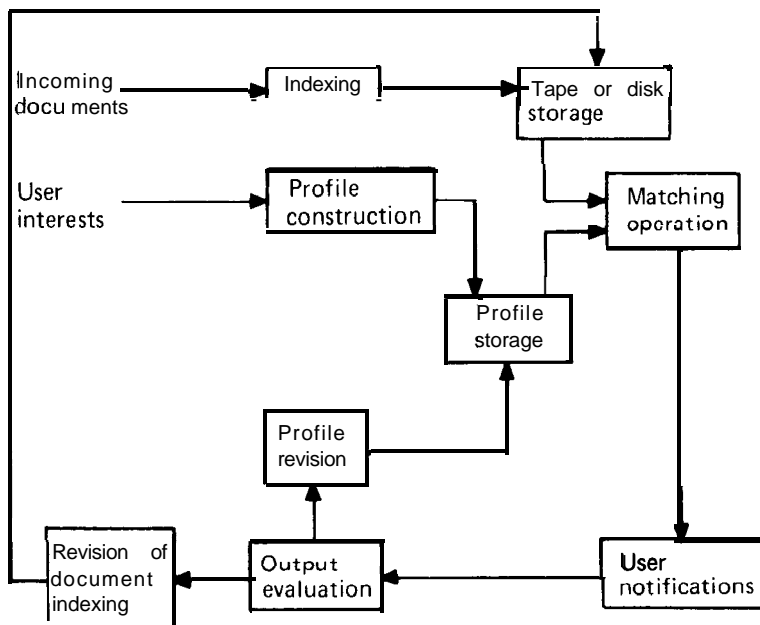 Incoming
documents
Indexing
Tape or disk
storage
User
interests
Profile
construction
Matching
operation
Profile
storage
Profile
revision
Revision of
document
indexing
Output
evaluation
User
notifications